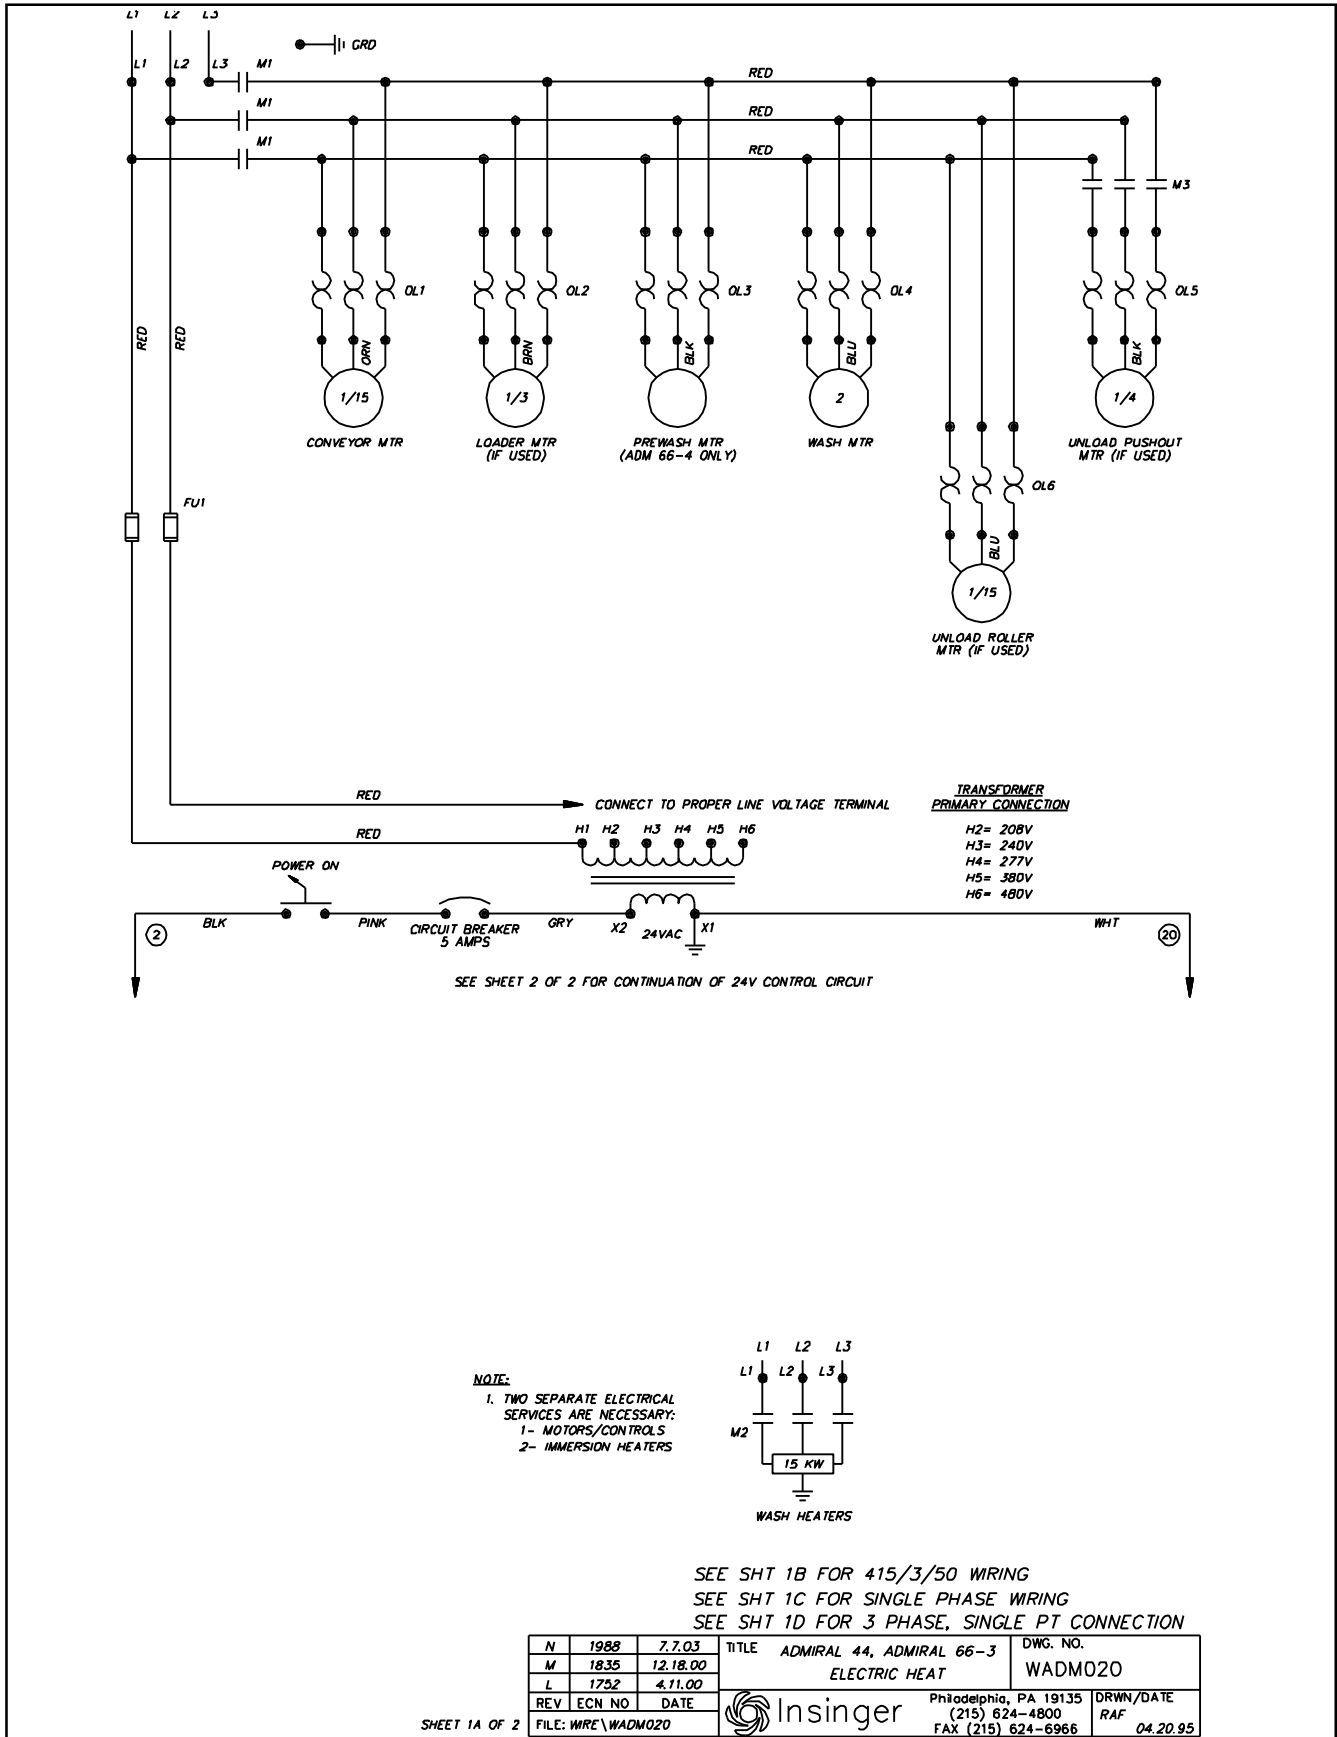 L1 L2 L3
GRD
L1 L2 L3 M1
RED
M1
RED
M1
RED
M3
OL1 OL2 OL3 OL4 OL5
RED RED
ORN BRN BLK BLU BLK
1/15 1/3 2 1/4
CONVEYOR MTR
LOADER MTR
(IF USED)
PREWASH MTR
(ADM 66-4 ONLY)
WASH MTR
UNLOAD PUSHOUT
MTR (IF USED)
OL6
FU1
BLU
1/15
UNLOAD ROLLER
MTR (IF USED)
RED
CONNECT TO PROPER LINE VOLTAGE TERMINAL
RED
H1 H2 H3 H4 H5 H6
TRANSFORMER
PRIMARY CONNECTION
H2= 208V
H3= 240V
H4= 277V
H5= 380V
H6= 480V
POWER ON
2
BLK
PINK
CIRCUIT BREAKER
5 AMPS
GRY
X2
24VAC
X1
WHT
20
SEE SHEET 2 OF 2 FOR CONTINUATION OF 24V CONTROL CIRCUIT
L1 L2 L3
L1 L2 L3
M2
15 KW
WASH HEATERS
NOTE:
1. TWO SEPARATE ELECTRICAL
SERVICES ARE NECESSARY:
1- MOTORS/CONTROLS
2- IMMERSION HEATERS
SEE SHT 1B FOR 415/3/50 WIRING
SEE SHT 1C FOR SINGLE PHASE WIRING
SEE SHT 1D FOR 3 PHASE, SINGLE PT CONNECTION
N 1988 7.7.03
M 1835 12.18.00
L 1752 4.11.00
REV ECN NO DATE
SHEET 1A OF 2
FILE: WIRE\WADM020
TITLE ADMIRAL 44, ADMIRAL 66-3
ELECTRIC HEAT
DWG. NO.
WADM020
Insinger
Philadelphia, PA 19135
(215) 624-4800
FAX (215) 624-6966
DRWN/DATE
RAF
04.20.95